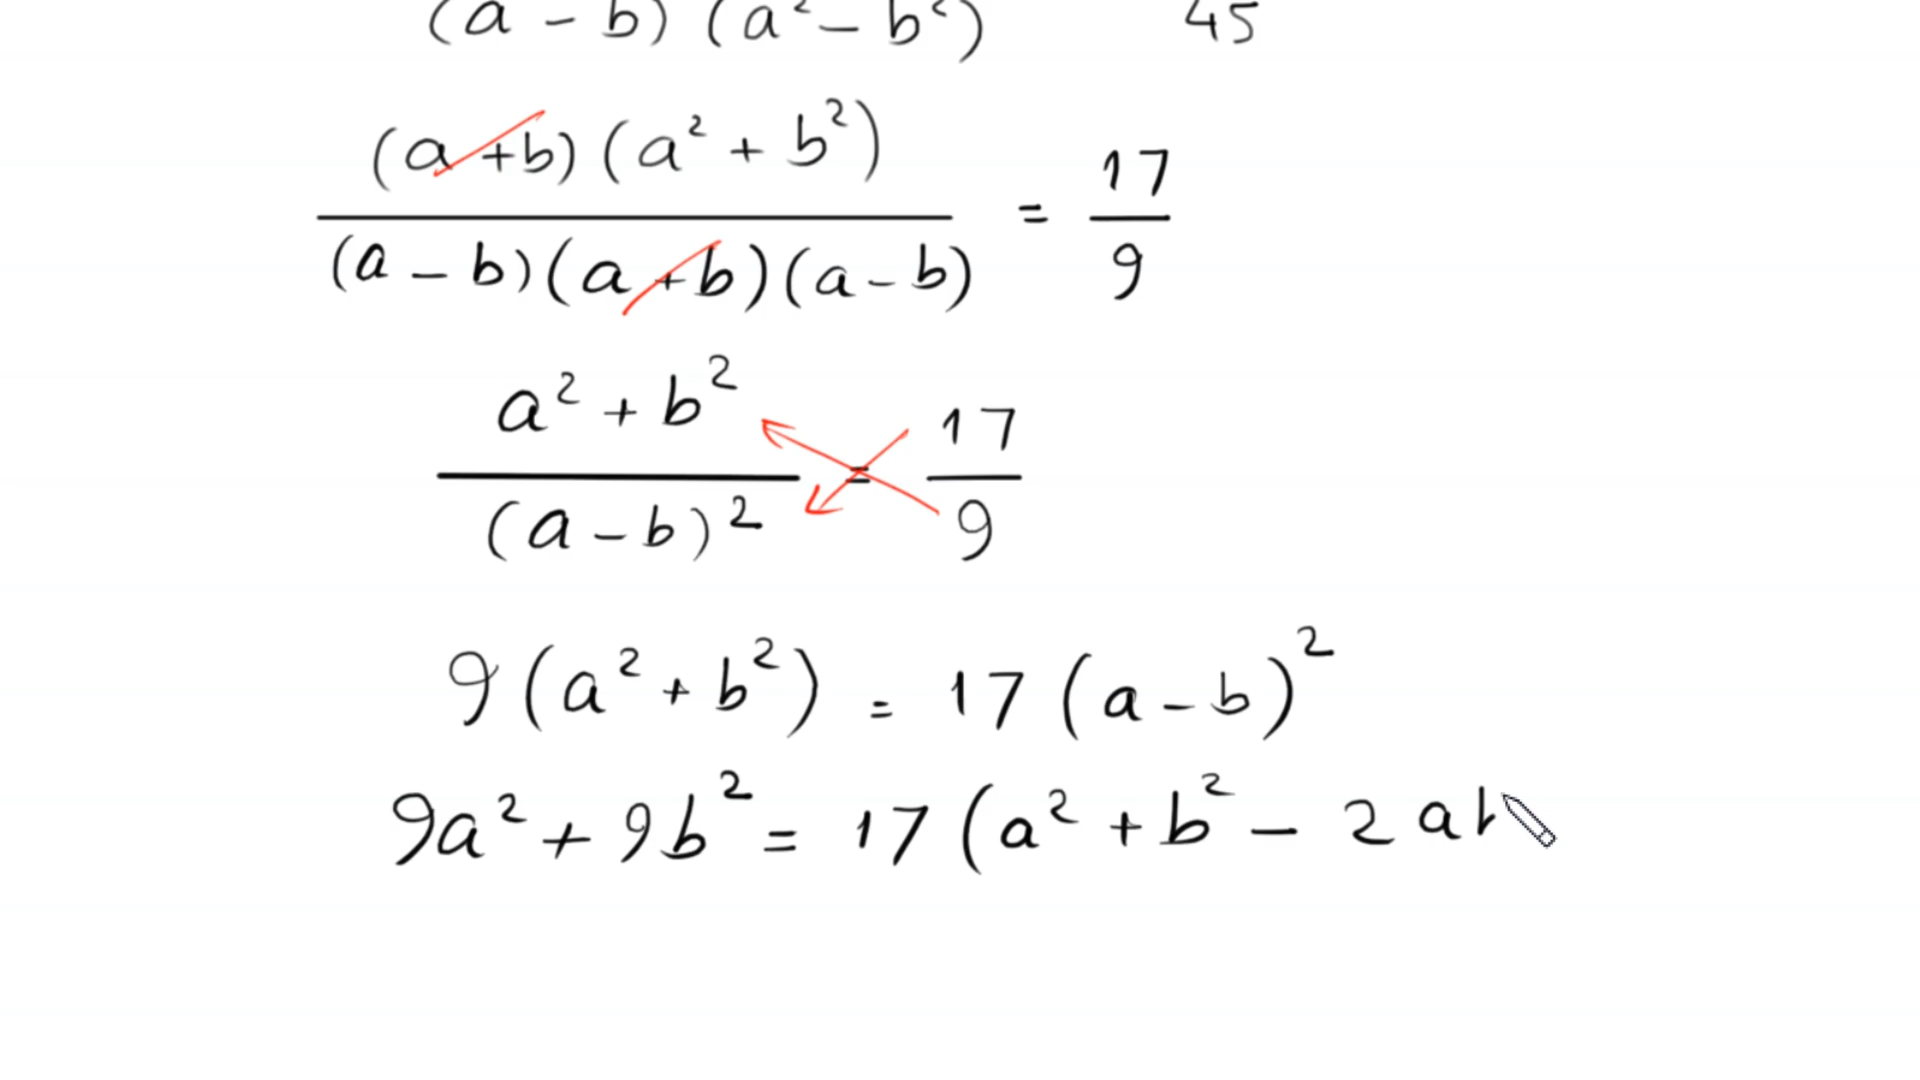 (a - b) (a² - b²) 45
(a + b) (a² + b²) / (a - b)(a + b)(a - b) = 17/9
a² + b² / (a - b)² = 17/9
9(a² + b²) = 17(a - b)²
9a² + 9b² = 17(a² + b² - 2a